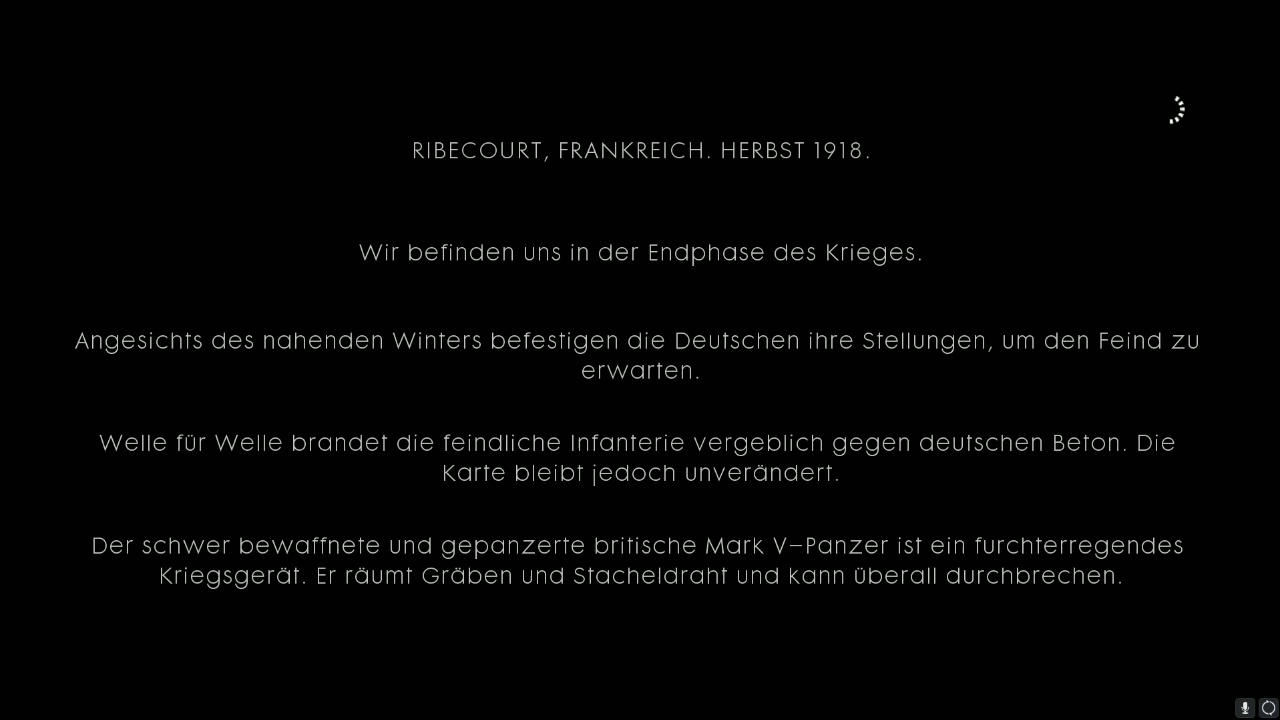 RIBECOURT, FRANKREICH. HERBST 1918.
Wir befinden uns in der Endphase des Krieges.
Angesichts des nahenden Winters befestigen die Deutschen ihre Stellungen, um den Feind zu
erwarten.
Welle für Welle brandet die feindliche Infanterie vergeblich gegen deutschen Beton. Die
Karte bleibt jedoch unverändert.
Der schwer bewaffnete und gepanzerte britische Mark V–Panzer ist ein furchterregendes
Kriegsgerät. Er räumt Gräben und Stacheldraht und kann überall durchbrechen.